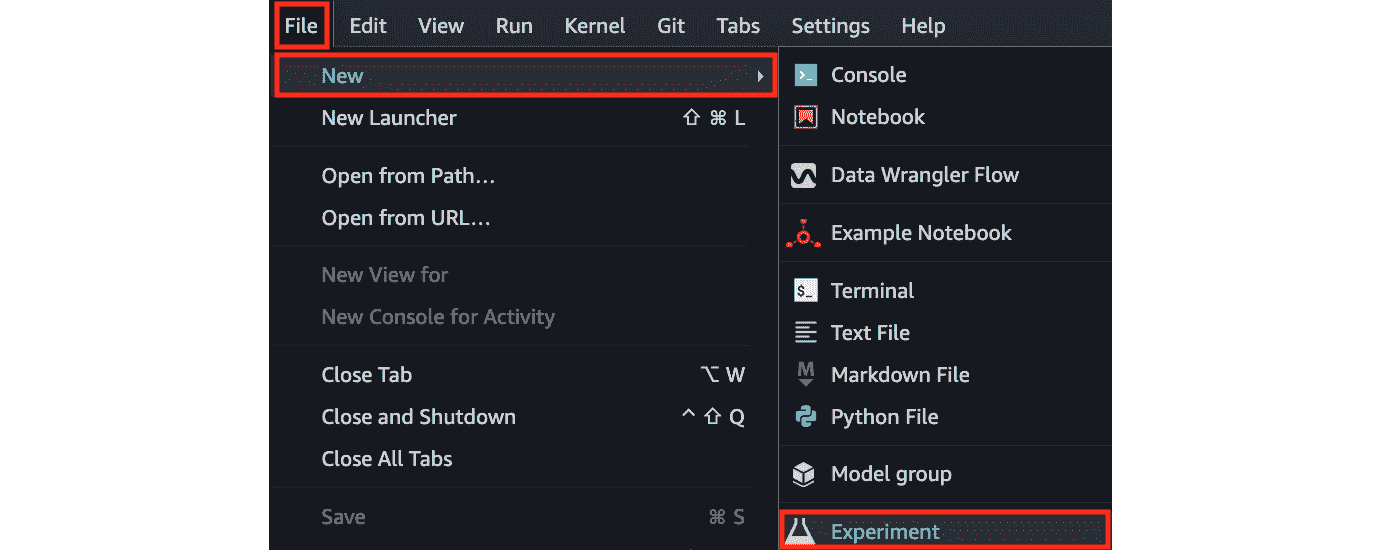 File Edit View Run Kernel Git Tabs Settings Help
New
New Launcher ⇧ ⌘ L
Open from Path...
Open from URL...
New View for
New Console for Activity
Close Tab ⌥ W
Close and Shutdown ^ ⇧ Q
Close All Tabs
Save ⌘ S
Console
Notebook
Data Wrangler Flow
Example Notebook
$_ Terminal
Text File
M Markdown File
Python File
Model group
Experiment